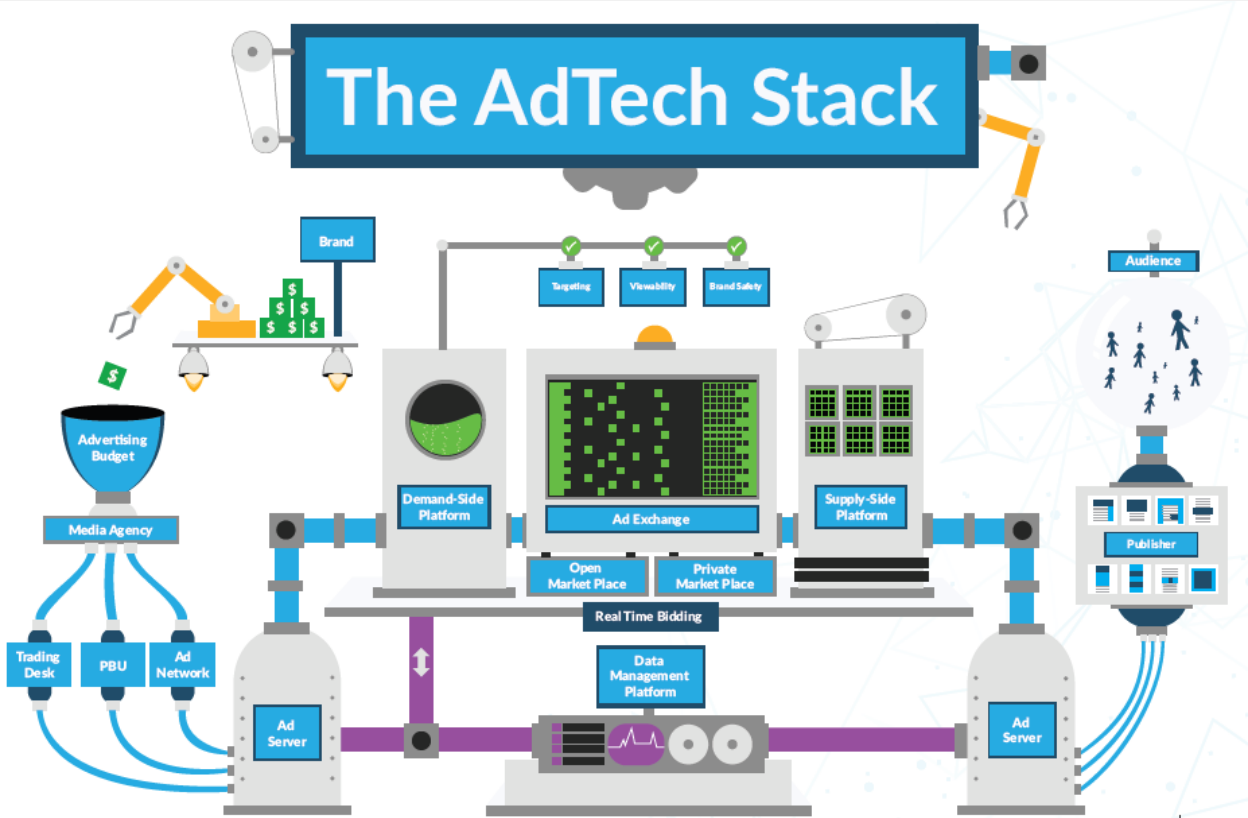 The AdTech Stack
Brand
$
$ $
$ $ $
$
Targeting
Viewability
Brand Safety
Audience
Advertising
Budget
Media Agency
Demand-Side
Platform
Ad Exchange
Supply-Side
Platform
Publisher
Open
Market Place
Private
Market Place
Real Time Bidding
Trading
Desk
PBU
Ad
Network
Data
Management
Platform
Ad
Server
Ad
Server